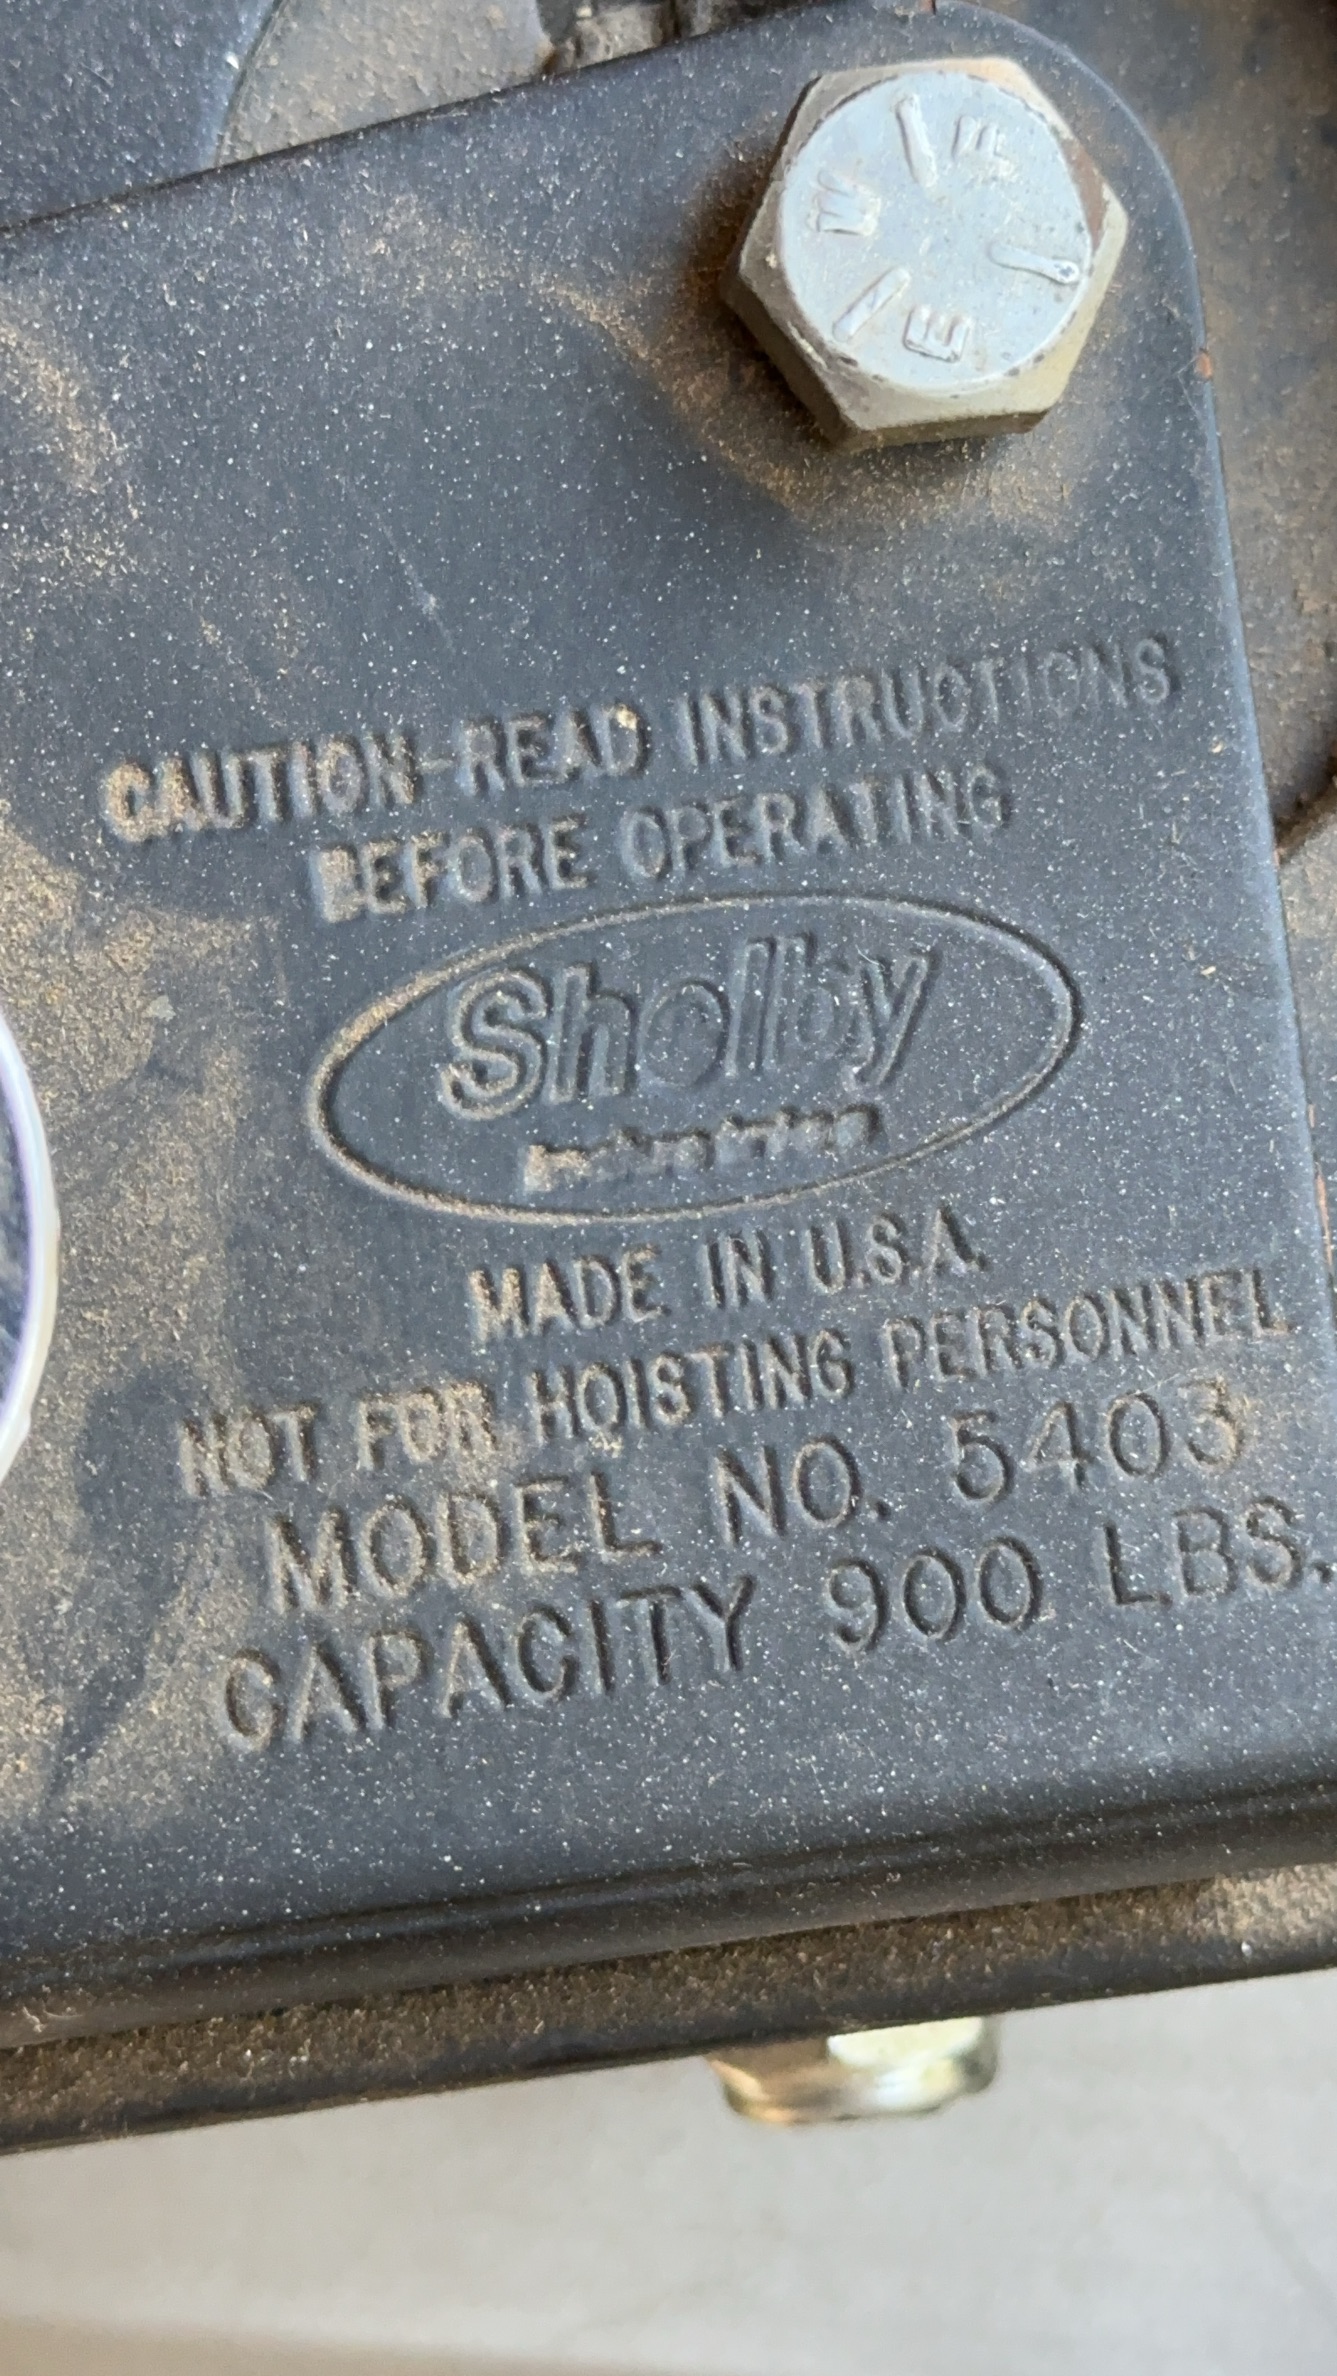 F
W
E
CAUTION-READ INSTRUCTIONS
BEFORE OPERATING
Shelby
MADE IN U.S.A.
NOT FOR HOISTING PERSONNEL
MODEL NO. 5403
CAPACITY 900 LBS.